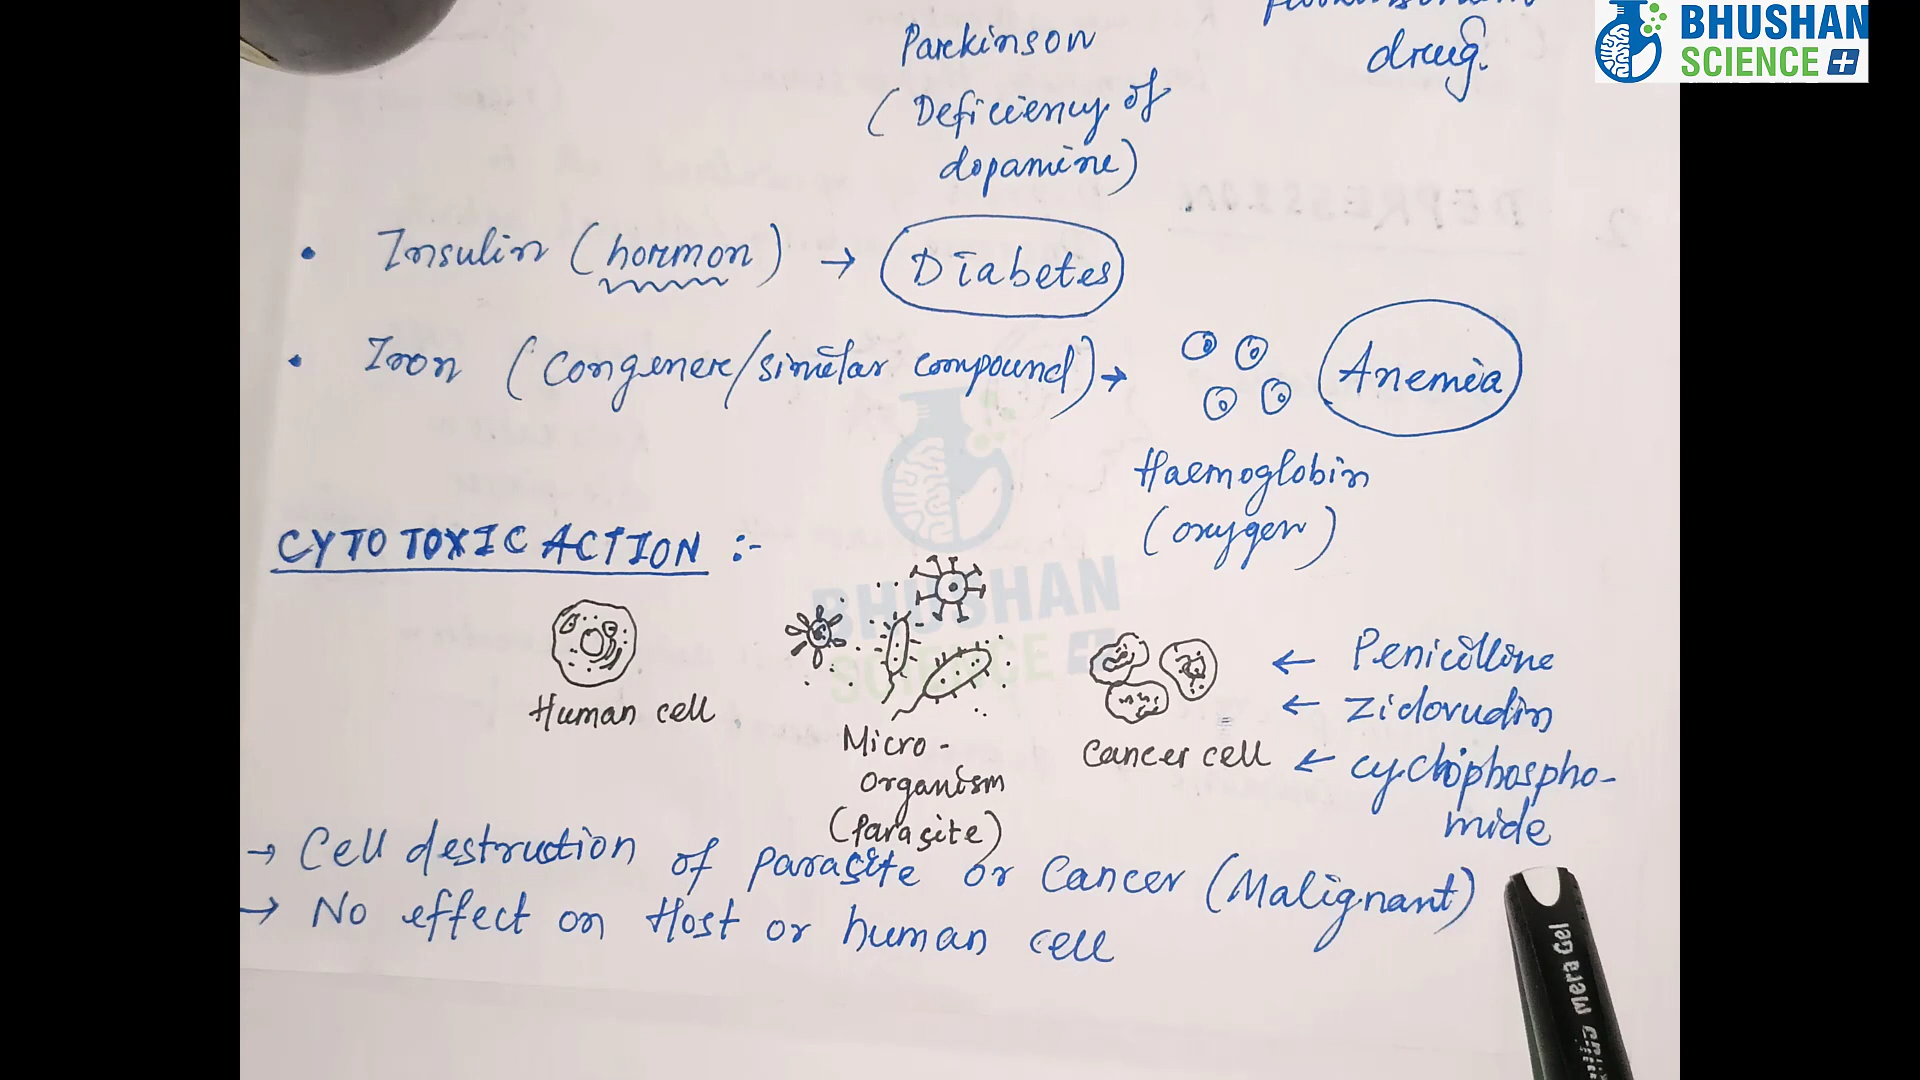 BHUSHAN
SCIENCE +
Parkinson
drug.
(Deficiency of
dopamine)
• Insulin (hormon) → Diabetes
• Iron (Congener/similar compound) → Anemia
Haemoglobin
(oxygen)
CYTOTOXIC ACTION :-
BHUSHAN
SCIENCE +
Human cell
Micro-
organism
(Parasite)
Cancer cell
← Penicilline
← Zidovudin
← cyclophospho-
mide
→ Cell destruction of parasite or Cancer (Malignant)
→ No effect on Host or human cell